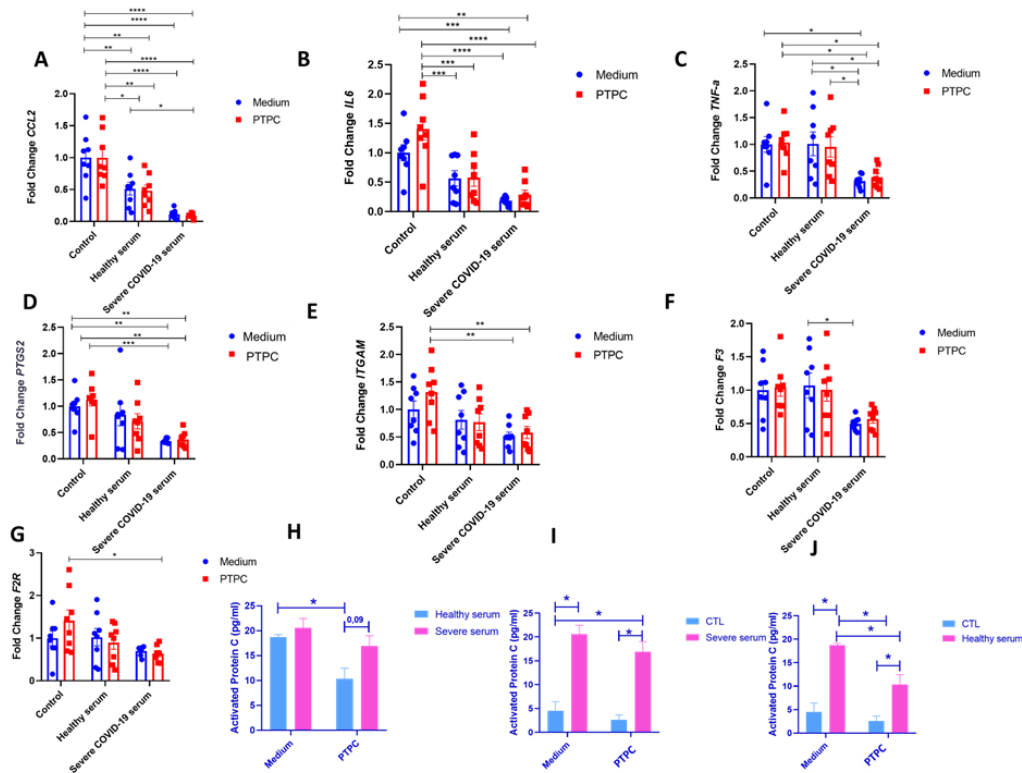 A
****
****
**
**
****
****
**
*
*
Medium
PTPC
Fold Change CCL2
2.0
1.5
1.0
0.5
0.0
Control
Healthy serum
Severe COVID-19 serum
B
**
***
****
****
***
***
Medium
PTPC
Fold Change IL6
2.5
2.0
1.5
1.0
0.5
0.0
Control
Healthy serum
Severe COVID-19 serum
C
*
*
*
*
*
*
Medium
PTPC
Fold Change TNF-a
2.5
2.0
1.5
1.0
0.5
0.0
Control
Healthy serum
Severe COVID-19 serum
D
**
**
**
***
Medium
PTPC
Fold Change PTGS2
2.5
2.0
1.5
1.0
0.5
0.0
Control
Healthy serum
Severe COVID-19 serum
E
**
**
Medium
PTPC
Fold Change ITGAM
2.5
2.0
1.5
1.0
0.5
0.0
Control
Healthy serum
Severe COVID-19 serum
F
*
Medium
PTPC
Fold Change F3
2.0
1.5
1.0
0.5
0.0
Control
Healthy serum
Severe COVID-19 serum
G
*
Medium
PTPC
Fold Change F2R
3
2
1
0
Control
Healthy serum
Severe COVID-19 serum
H
*
0,09
Healthy serum
Severe serum
Activated Protein C (pg/ml)
25
20
15
10
5
0
Medium
PTPC
I
*
*
*
CTL
Severe serum
Activated Protein C (pg/ml)
25
20
15
10
5
0
Medium
PTPC
J
*
*
*
*
CTL
Healthy serum
Activated Protein C (pg/ml)
25
20
15
10
5
0
Medium
PTPC